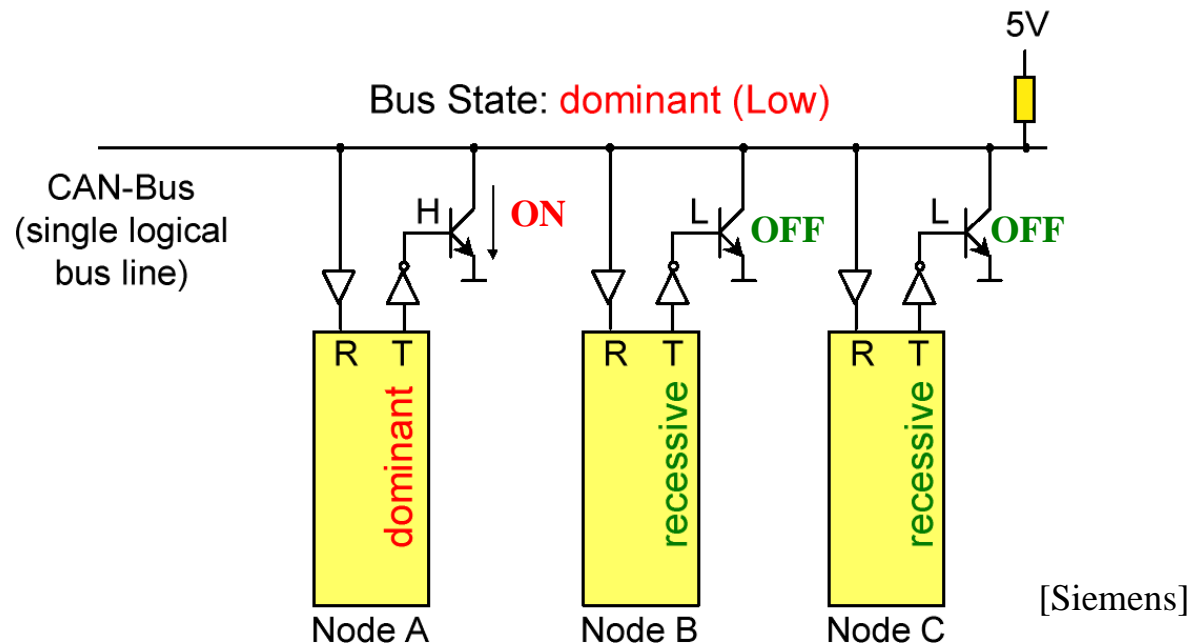 5V
Bus State: dominant (Low)
CAN-Bus
(single logical
bus line)
H
ON
L
OFF
L
OFF
R T
R T
R T
dominant
recessive
recessive
[Siemens]
Node A
Node B
Node C